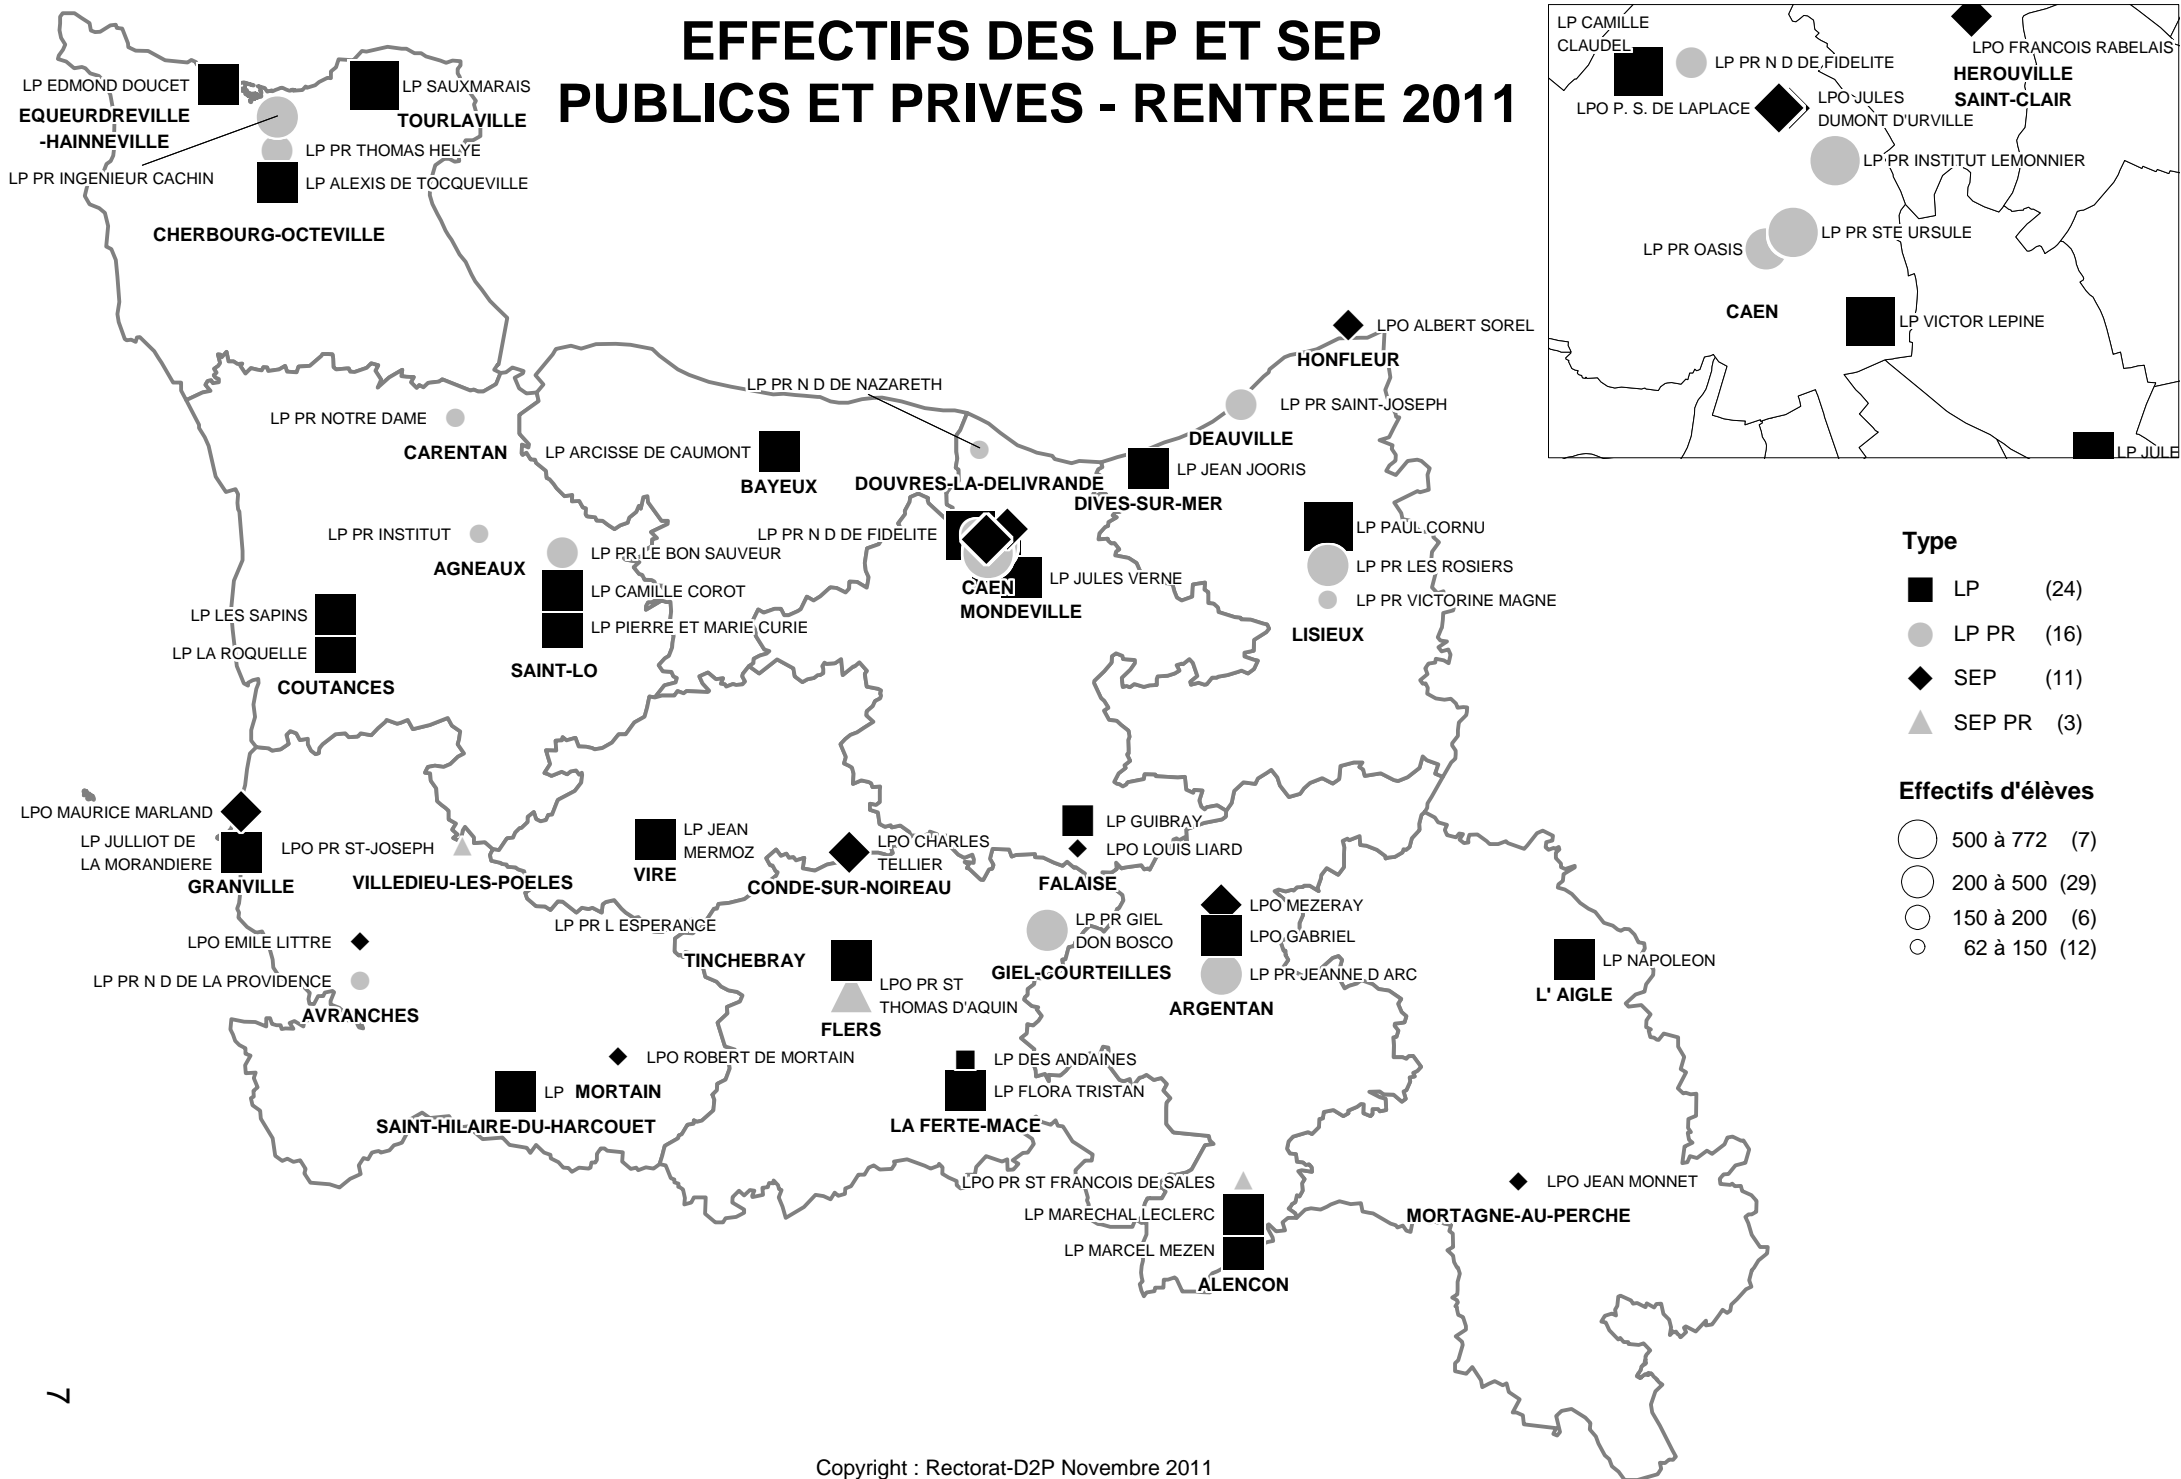 EFFECTIFS DES LP ET SEP
PUBLICS ET PRIVES - RENTREE 2011
LP EDMOND DOUCET
EQUEURDREVILLE
-HAINNEVILLE
LP PR INGENIEUR CACHIN
LP SAUXMARAIS
TOURLAVILLE
LP PR THOMAS HELYE
LP ALEXIS DE TOCQUEVILLE
CHERBOURG-OCTEVILLE
LP CAMILLE
CLAUDEL
LP PR N D DE FIDELITE
LPO FRANCOIS RABELAIS
HEROUVILLE
SAINT-CLAIR
LPO P. S. DE LAPLACE
LPO JULES
DUMONT D'URVILLE
LP PR INSTITUT LEMONNIER
LP PR STE URSULE
LP PR OASIS
CAEN
LP VICTOR LEPINE
LP JULE
LPO ALBERT SOREL
HONFLEUR
LP PR N D DE NAZARETH
LP PR SAINT-JOSEPH
DEAUVILLE
LP PR NOTRE DAME
CARENTAN
LP ARCISSE DE CAUMONT
BAYEUX
DOUVRES-LA-DELIVRANDE
LP JEAN JOORIS
DIVES-SUR-MER
LP PR INSTITUT
AGNEAUX
LP PR LE BON SAUVEUR
LP CAMILLE COROT
LP PIERRE ET MARIE CURIE
SAINT-LO
LP PR N D DE FIDELITE
CAEN
LP JULES VERNE
MONDEVILLE
LP PAUL CORNU
LP PR LES ROSIERS
LP PR VICTORINE MAGNE
LISIEUX
LP LES SAPINS
LP LA ROQUELLE
COUTANCES
Type
LP (24)
LP PR (16)
SEP (11)
SEP PR (3)
Effectifs d'élèves
500 à 772 (7)
200 à 500 (29)
150 à 200 (6)
62 à 150 (12)
LPO MAURICE MARLAND
LP JULLIOT DE
LA MORANDIERE
GRANVILLE
LPO PR ST-JOSEPH
VILLEDIEU-LES-POELES
LP JEAN
MERMOZ
VIRE
LPO CHARLES
TELLIER
CONDE-SUR-NOIREAU
LP GUIBRAY
LPO LOUIS LIARD
FALAISE
LPO EMILE LITTRE
LP PR N D DE LA PROVIDENCE
AVRANCHES
LP PR L ESPERANCE
TINCHEBRAY
LPO PR ST
THOMAS D'AQUIN
FLERS
LP PR GIEL
DON BOSCO
GIEL-COURTEILLES
LPO MEZERAY
LPO GABRIEL
LP PR JEANNE D ARC
ARGENTAN
LP NAPOLEON
L' AIGLE
LPO ROBERT DE MORTAIN
MORTAIN
LP
SAINT-HILAIRE-DU-HARCOUET
LP DES ANDAINES
LP FLORA TRISTAN
LA FERTE-MACE
LPO PR ST FRANCOIS DE SALES
LP MARECHAL LECLERC
LP MARCEL MEZEN
ALENCON
LPO JEAN MONNET
MORTAGNE-AU-PERCHE
7
Copyright : Rectorat-D2P Novembre 2011